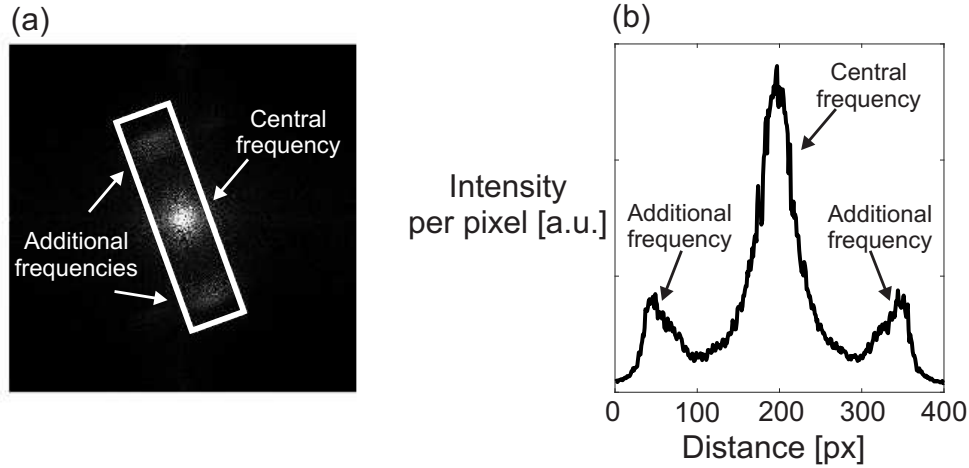 (a)
Central
frequency
Additional
frequencies
(b)
Intensity
per pixel [a.u.]
Central
frequency
Additional
frequency
Additional
frequency
0 100 200 300 400
Distance [px]